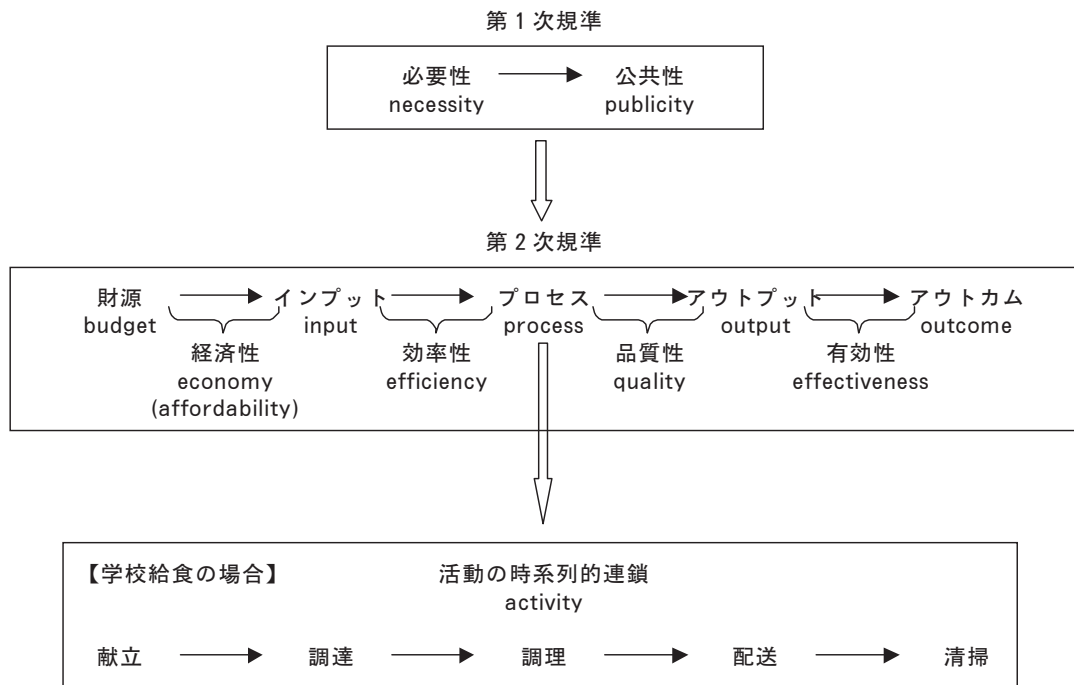 第1次規準
必要性 公共性
necessity publicity
第2次規準
財源 インプット プロセス アウトプット アウトカム
budget input process output outcome
経済性 効率性 品質性 有効性
economy efficiency quality effectiveness
(affordability)
【学校給食の場合】 活動の時系列的連鎖
activity
献立 調達 調理 配送 清掃